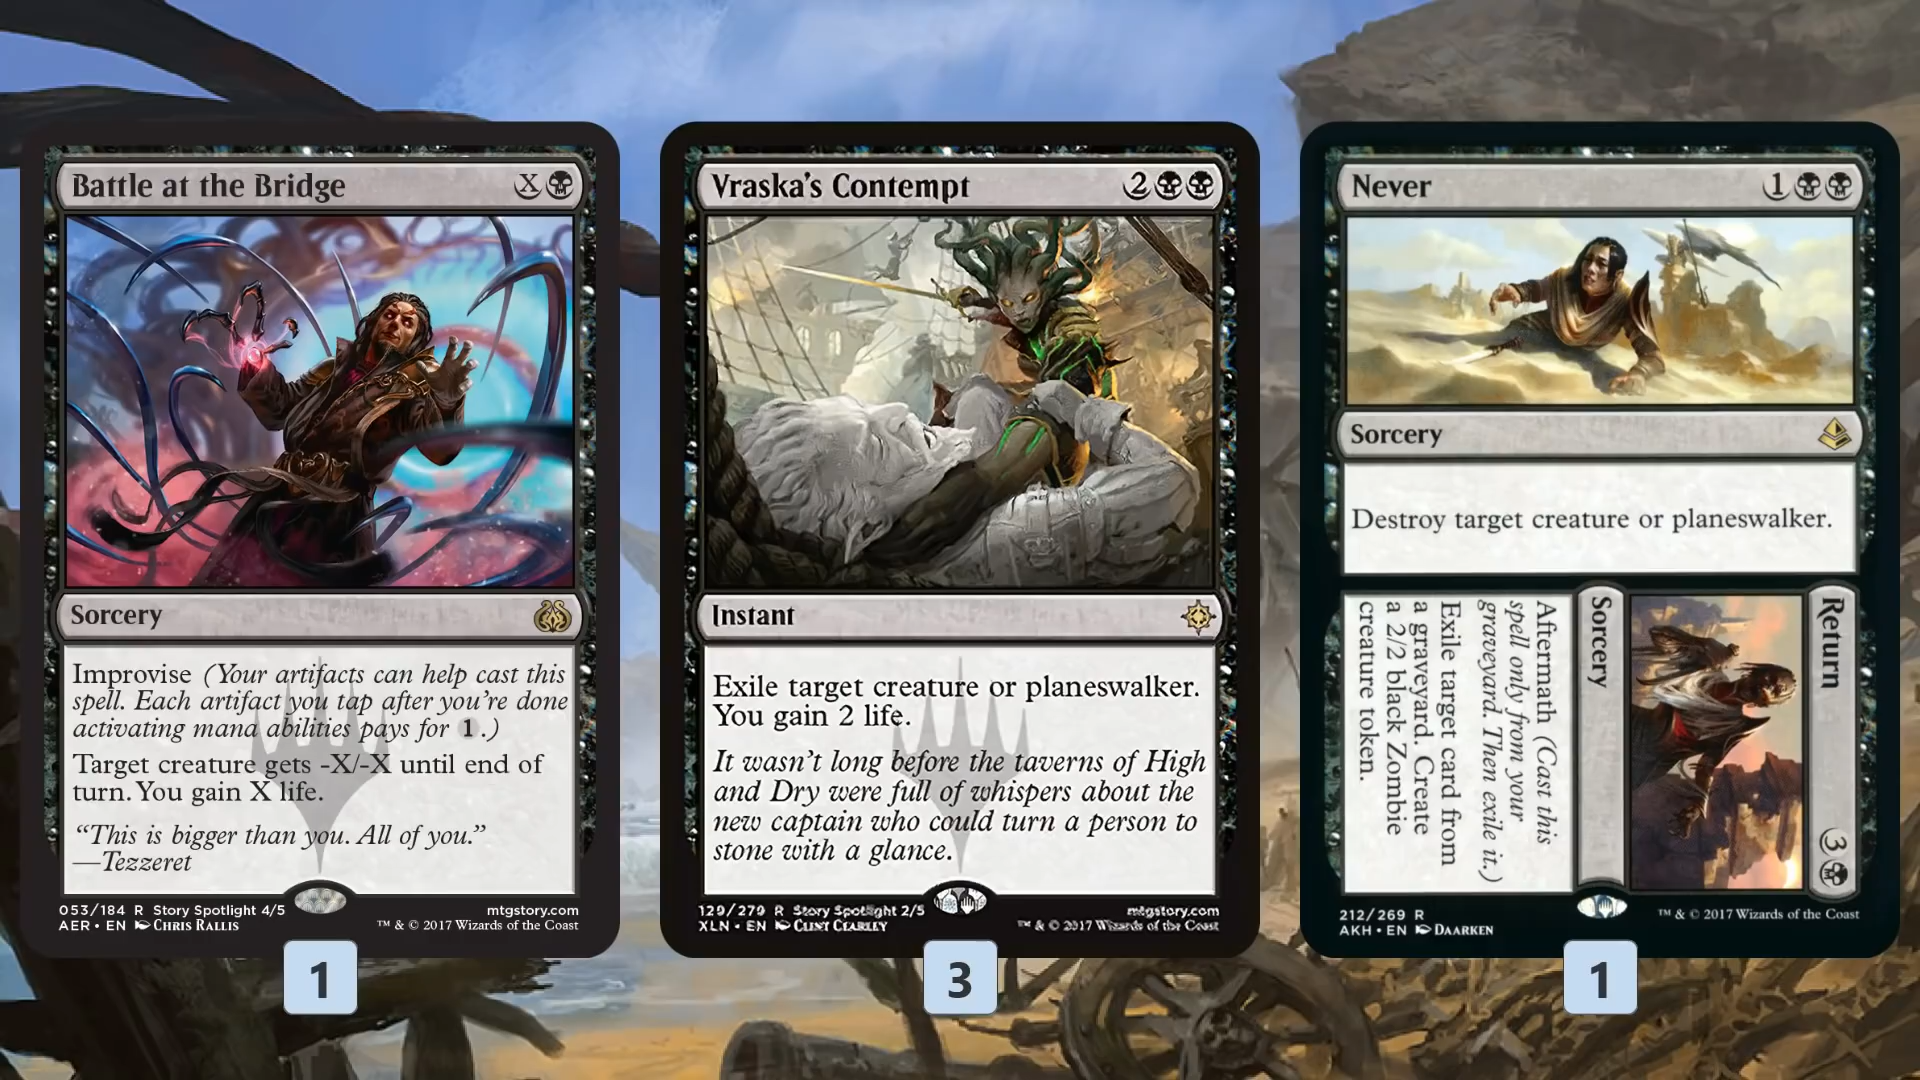 Battle at the Bridge X
Sorcery
Improvise (Your artifacts can help cast this
spell. Each artifact you tap after you're done
activating mana abilities pays for 1.)
Target creature gets -X/-X until end of
turn. You gain X life.
“This is bigger than you. All of you.”
—Tezzeret
053/184 R Story Spotlight 4/5
AER • EN Chris Rallis
mtgstory.com
™ & © 2017 Wizards of the Coast
1
Vraska's Contempt 2
Instant
Exile target creature or planeswalker.
You gain 2 life.
It wasn't long before the taverns of High
and Dry were full of whispers about the
new captain who could turn a person to
stone with a glance.
129/279 R Story Spotlight 2/5
XLN • EN Clint Cearley
mtgstory.com
™ & © 2017 Wizards of the Coast
3
Never 1
Sorcery
Destroy target creature or planeswalker.
Return 3
Sorcery
Aftermath (Cast this
spell only from your
graveyard. Then exile it.)
Exile target card from
a graveyard. Create
a 2/2 black Zombie
creature token.
212/269 R
AKH • EN Daarken
™ & © 2017 Wizards of the Coast
1